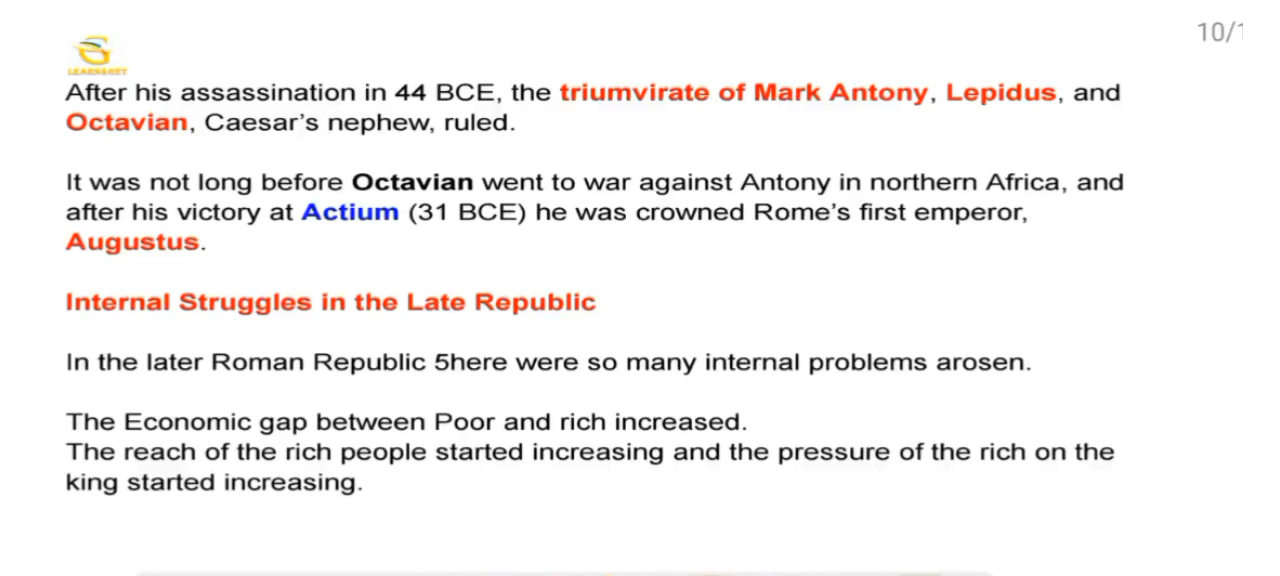 10/1
LEARN&GET
After his assassination in 44 BCE, the triumvirate of Mark Antony, Lepidus, and
Octavian, Caesar's nephew, ruled.
It was not long before Octavian went to war against Antony in northern Africa, and
after his victory at Actium (31 BCE) he was crowned Rome's first emperor,
Augustus.
Internal Struggles in the Late Republic
In the later Roman Republic 5here were so many internal problems arosen.
The Economic gap between Poor and rich increased.
The reach of the rich people started increasing and the pressure of the rich on the
king started increasing.